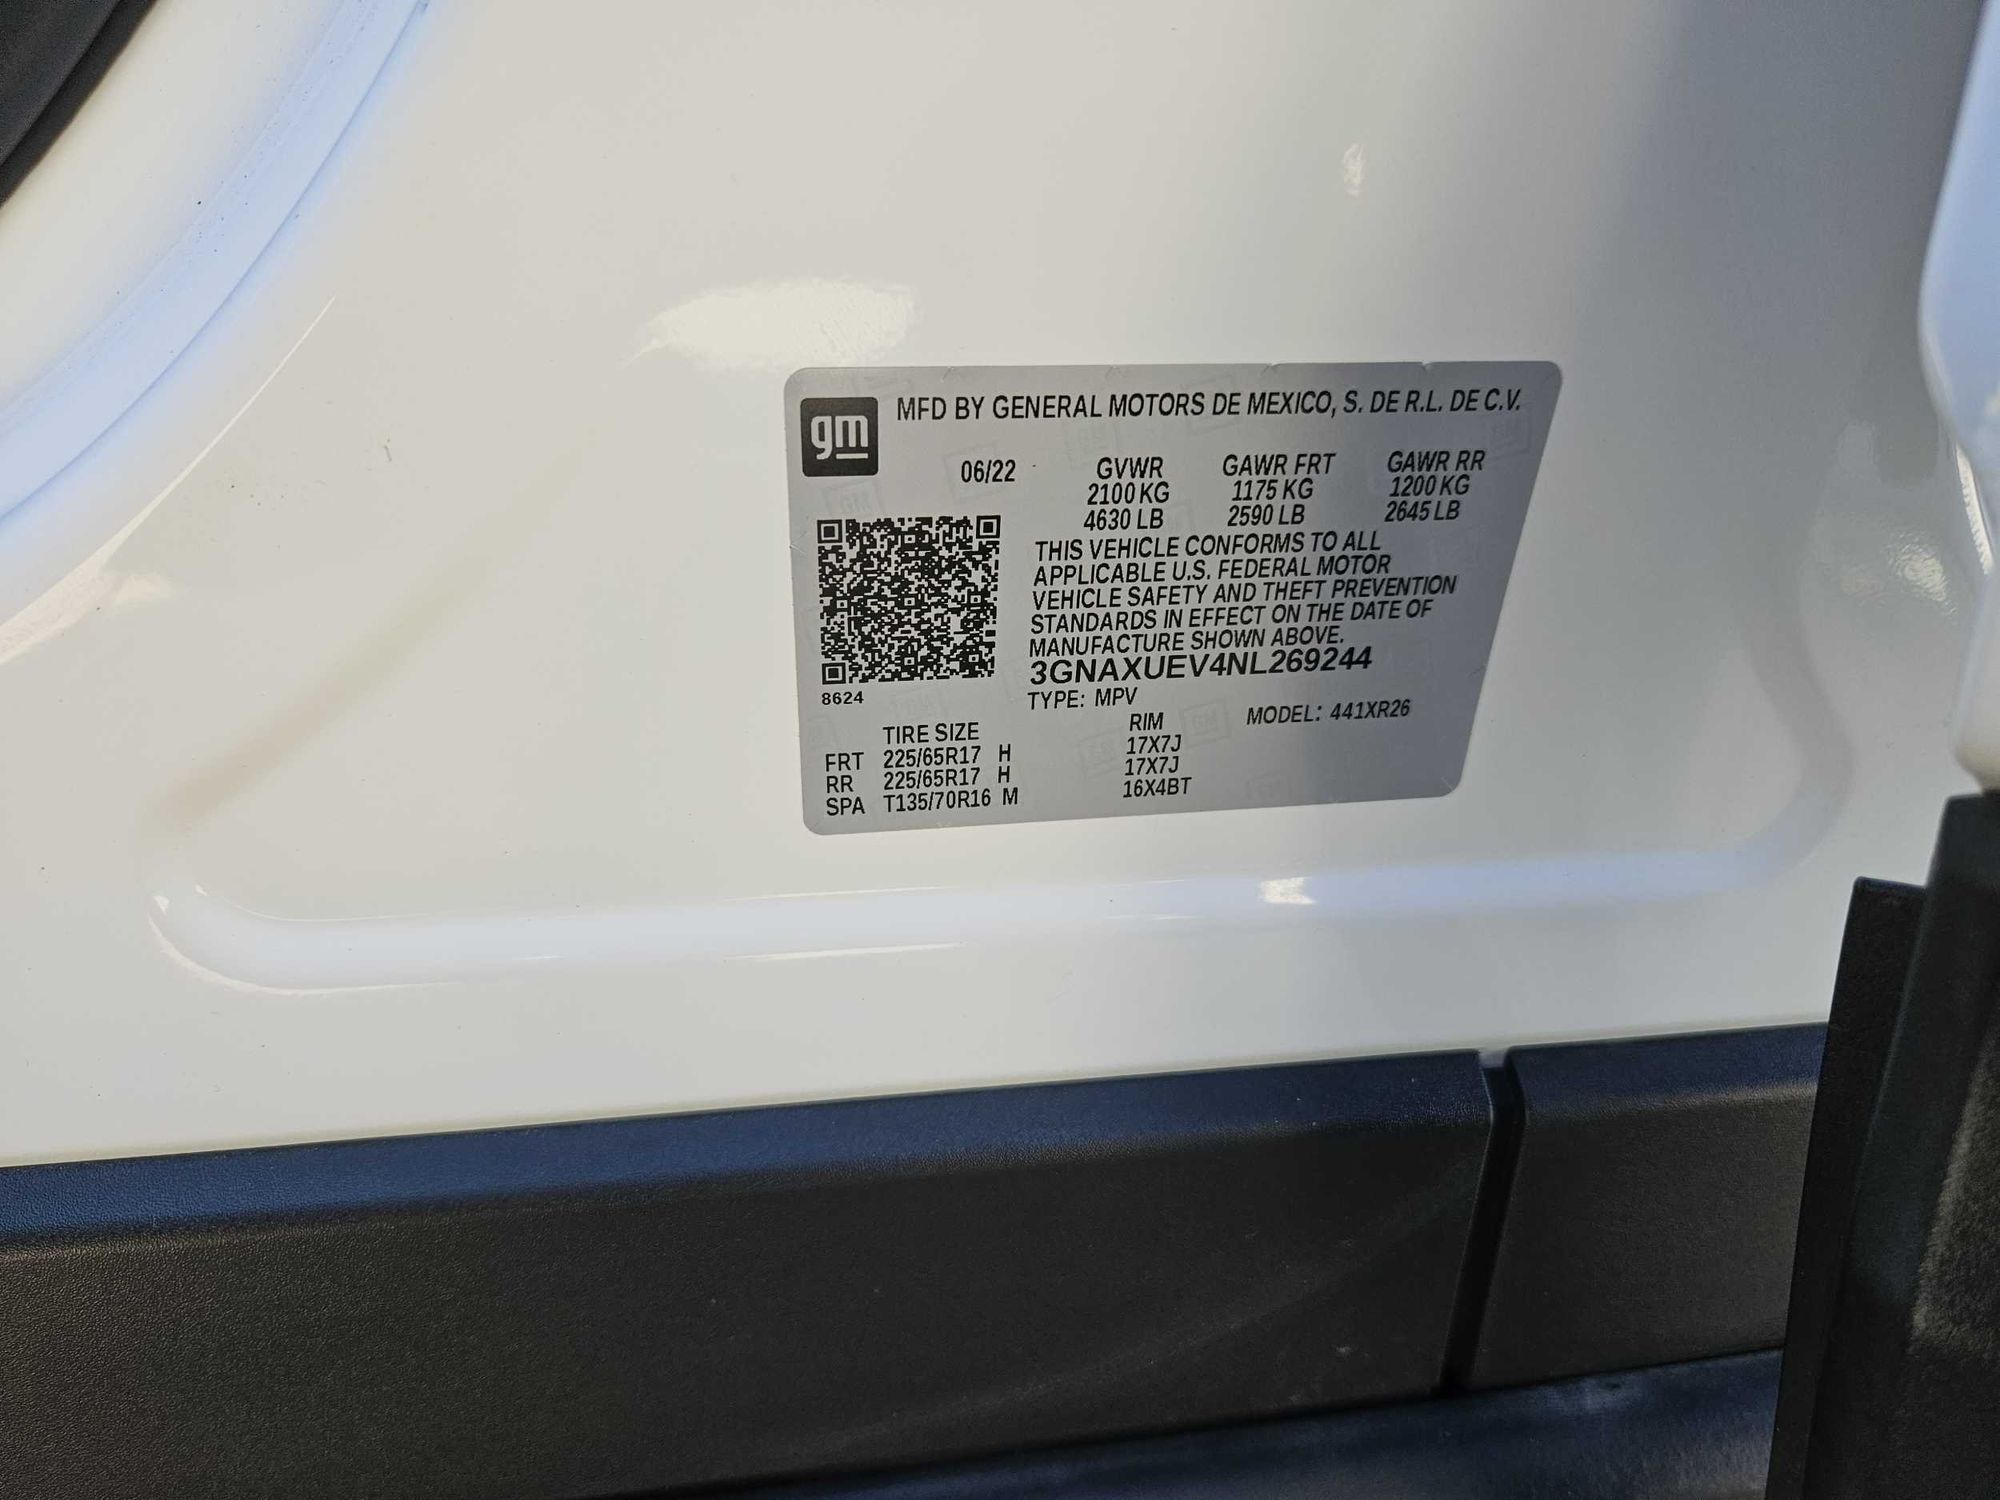 gm
MFD BY GENERAL MOTORS DE MEXICO, S. DE R.L. DE C.V.
06/22 GVWR GAWR FRT GAWR RR
2100 KG 1175 KG 1200 KG
4630 LB 2590 LB 2645 LB
THIS VEHICLE CONFORMS TO ALL
APPLICABLE U.S. FEDERAL MOTOR
VEHICLE SAFETY AND THEFT PREVENTION
STANDARDS IN EFFECT ON THE DATE OF
MANUFACTURE SHOWN ABOVE.
3GNAXUEV4NL269244
8624
TYPE: MPV
MODEL: 441XR26
TIRE SIZE RIM
FRT 225/65R17 H 17X7J
RR 225/65R17 H 17X7J
SPA T135/70R16 M 16X4BT